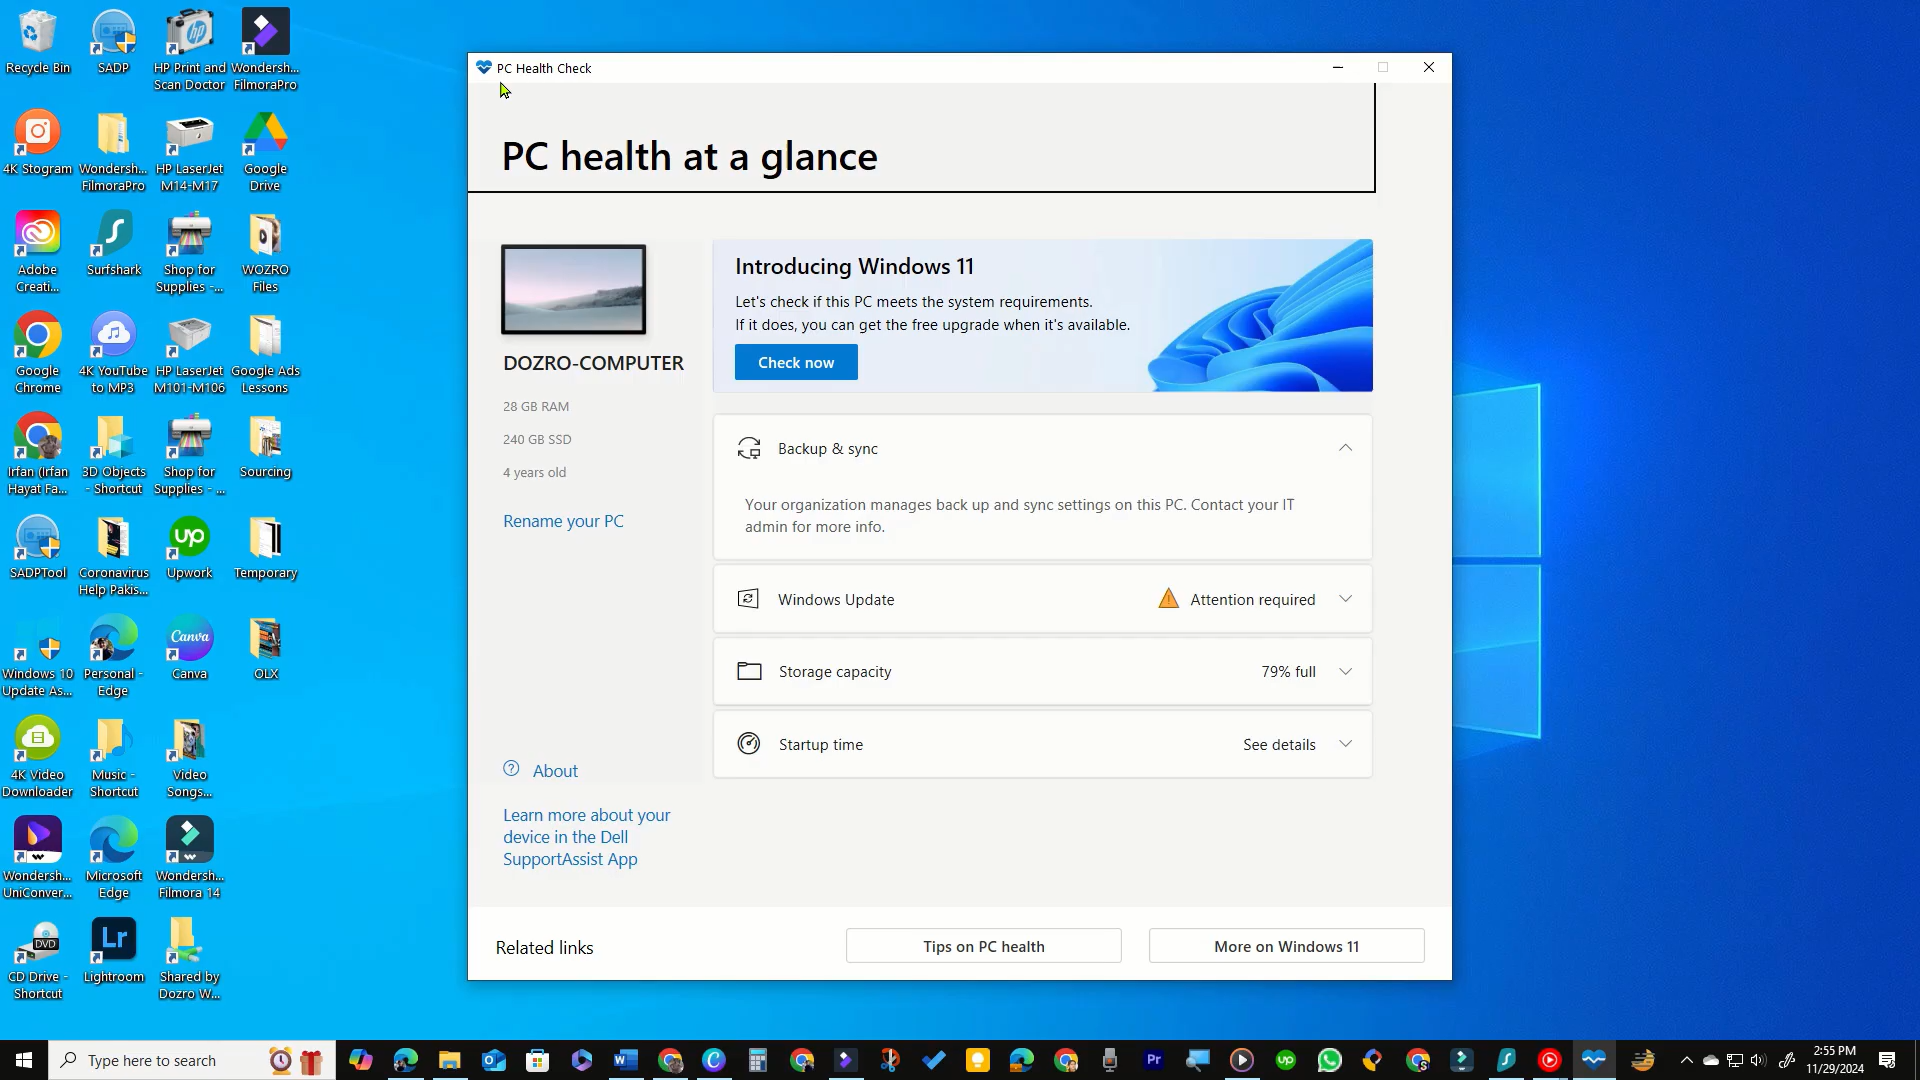 Recycle Bin
SADP
HP Print and
Scan Doctor
Wondersh...
FilmoraPro
4K Stogram
Wondersh...
FilmoraPro
HP LaserJet
M14-M17
Google
Drive
Adobe
Creati...
Surfshark
Shop for
Supplies -...
WOZRO
Files
Google
Chrome
4K YouTube
to MP3
HP LaserJet
M101-M106
Google Ads
Lessons
Irfan (Irfan
Hayat Fa...
3D Objects
- Shortcut
Shop for
Supplies - ...
Sourcing
SADPTool
Coronavirus
Help Pakis...
up
Upwork
Temporary
Windows 10
Update As...
Personal -
Edge
Canva
Canva
OLX
4K Video
Downloader
Music -
Shortcut
Video
Songs...
Wondersh...
UniConver...
Microsoft
Edge
Wondersh...
Filmora 14
DVD
CD Drive -
Shortcut
Lr
Lightroom
Shared by
Dozro W...
PC Health Check
PC health at a glance
DOZRO-COMPUTER
28 GB RAM
240 GB SSD
4 years old
Rename your PC
About
Learn more about your
device in the Dell
SupportAssist App
Introducing Windows 11
Let's check if this PC meets the system requirements.
If it does, you can get the free upgrade when it's available.
Check now
Backup & sync
Your organization manages back up and sync settings on this PC. Contact your IT
admin for more info.
Windows Update
Attention required
Storage capacity
79% full
Startup time
See details
Related links
Tips on PC health
More on Windows 11
Type here to search
Pr
up
2:55 PM
11/29/2024